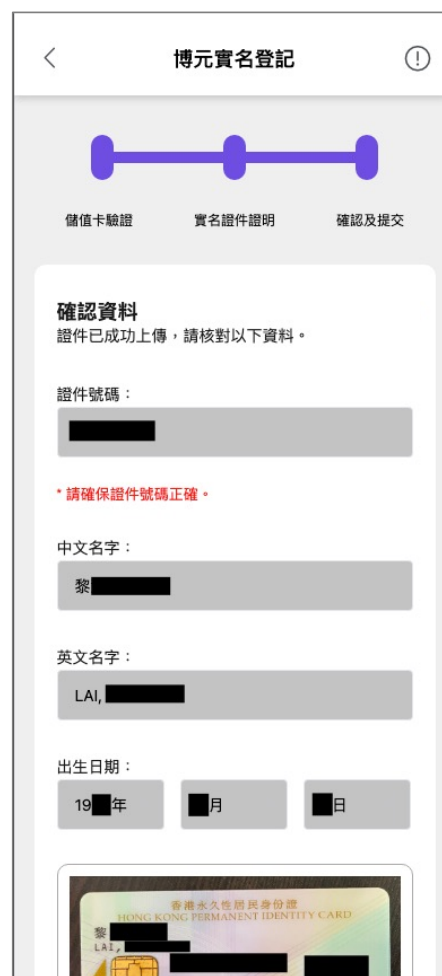 博元實名登記
儲值卡驗證 實名證件證明 確認及提交
確認資料
證件已成功上傳，請核對以下資料。
證件號碼：
* 請確保證件號碼正確。
中文名字：
黎
英文名字：
LAI,
出生日期：
19 年 月 日
香港永久性居民身份證
HONG KONG PERMANENT IDENTITY CARD
黎
LAI,